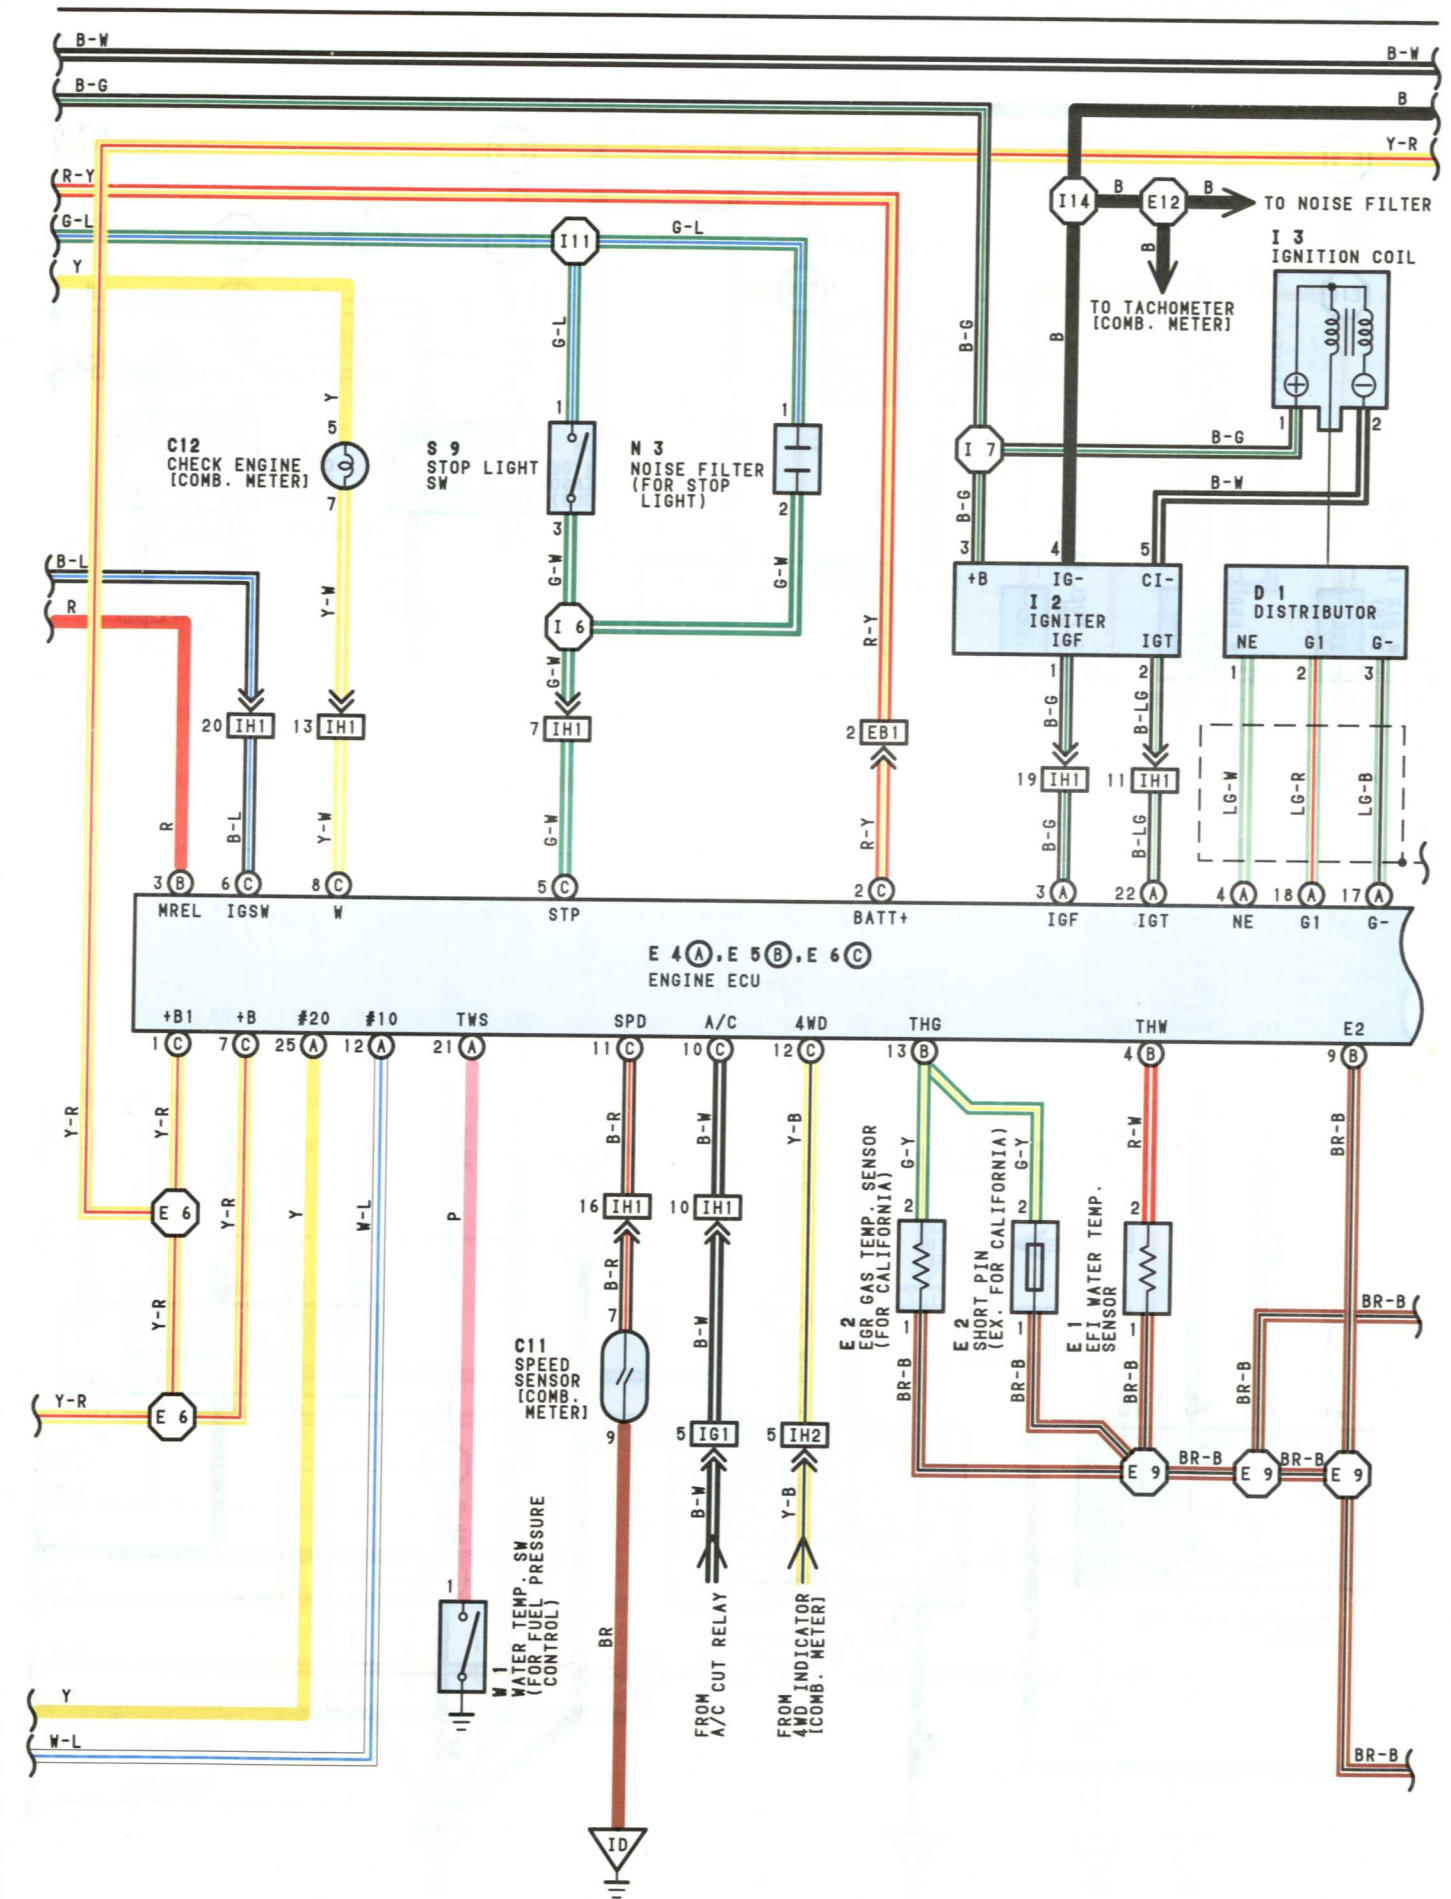 B-W
B-W
B-G
B
Y-R
R-Y
I14
B
E12
B
TO NOISE FILTER
G-L
I11
G-L
B
I 3
IGNITION COIL
Y
TO TACHOMETER
[COMB. METER]
G-L
B-G
B
Y
1
1
1
2
5
C12
CHECK ENGINE
[COMB. METER]
S 9
STOP LIGHT
SW
N 3
NOISE FILTER
(FOR STOP
LIGHT)
I 7
B-G
B-W
7
3
2
B-G
3
4
5
B-L
G-W
G-W
+B
IG-
CI-
I 2
IGNITER
IGF
IGT
D 1
DISTRIBUTOR
NE
G1
G-
R
Y-W
I 6
R-Y
G-W
1
2
1
2
3
B-G
B-LG
20
IH1
13
IH1
7
IH1
2
EB1
19
IH1
11
IH1
LG-W
LG-R
LG-B
R
B-L
Y-W
G-W
R-Y
B-G
B-LG
3
B
6
C
8
C
5
C
2
C
3
A
22
A
4
A
18
A
17
A
MREL
IGSW
W
STP
BATT+
IGF
IGT
NE
G1
G-
E 4 A , E 5 B , E 6 C
ENGINE ECU
+B1
+B
#20
#10
TWS
SPD
A/C
4WD
THG
THW
E2
1
C
7
C
25
A
12
A
21
A
11
C
10
C
12
C
13
B
4
B
9
B
Y-R
Y-R
B-R
B-W
Y-B
G-Y
G-Y
R-W
BR-B
E 6
Y-R
Y
W-L
P
16
IH1
10
IH1
2
2
2
E 2
EGR GAS TEMP. SENSOR
(FOR CALIFORNIA)
E 2
SHORT PIN
(EX. FOR CALIFORNIA)
E 1
EFI WATER TEMP.
SENSOR
Y-R
B-R
7
B-W
1
1
1
BR-B
C11
SPEED
SENSOR
[COMB.
METER]
BR-B
BR-B
BR-B
BR-B
Y-R
E 6
9
5
IG1
5
IH2
E 9
BR-B
E 9
BR-B
E 9
B-W
Y-B
1
W 1
WATER TEMP. SW
(FOR FUEL PRESSURE
CONTROL)
BR
FROM
A/C CUT RELAY
FROM
4WD INDICATOR
[COMB. METER]
Y
W-L
BR-B
ID